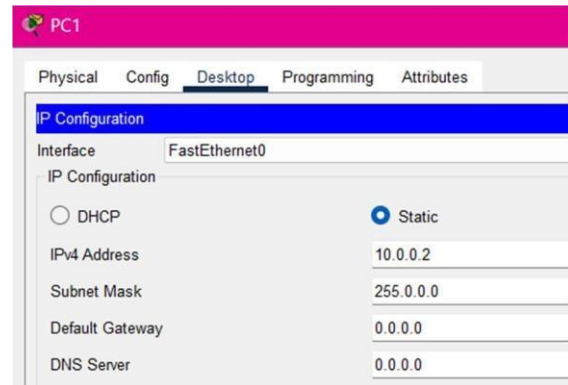 PC1
Physical Config Desktop Programming Attributes
IP Configuration
Interface FastEthernet0
IP Configuration
DHCP Static
IPv4 Address 10.0.0.2
Subnet Mask 255.0.0.0
Default Gateway 0.0.0.0
DNS Server 0.0.0.0